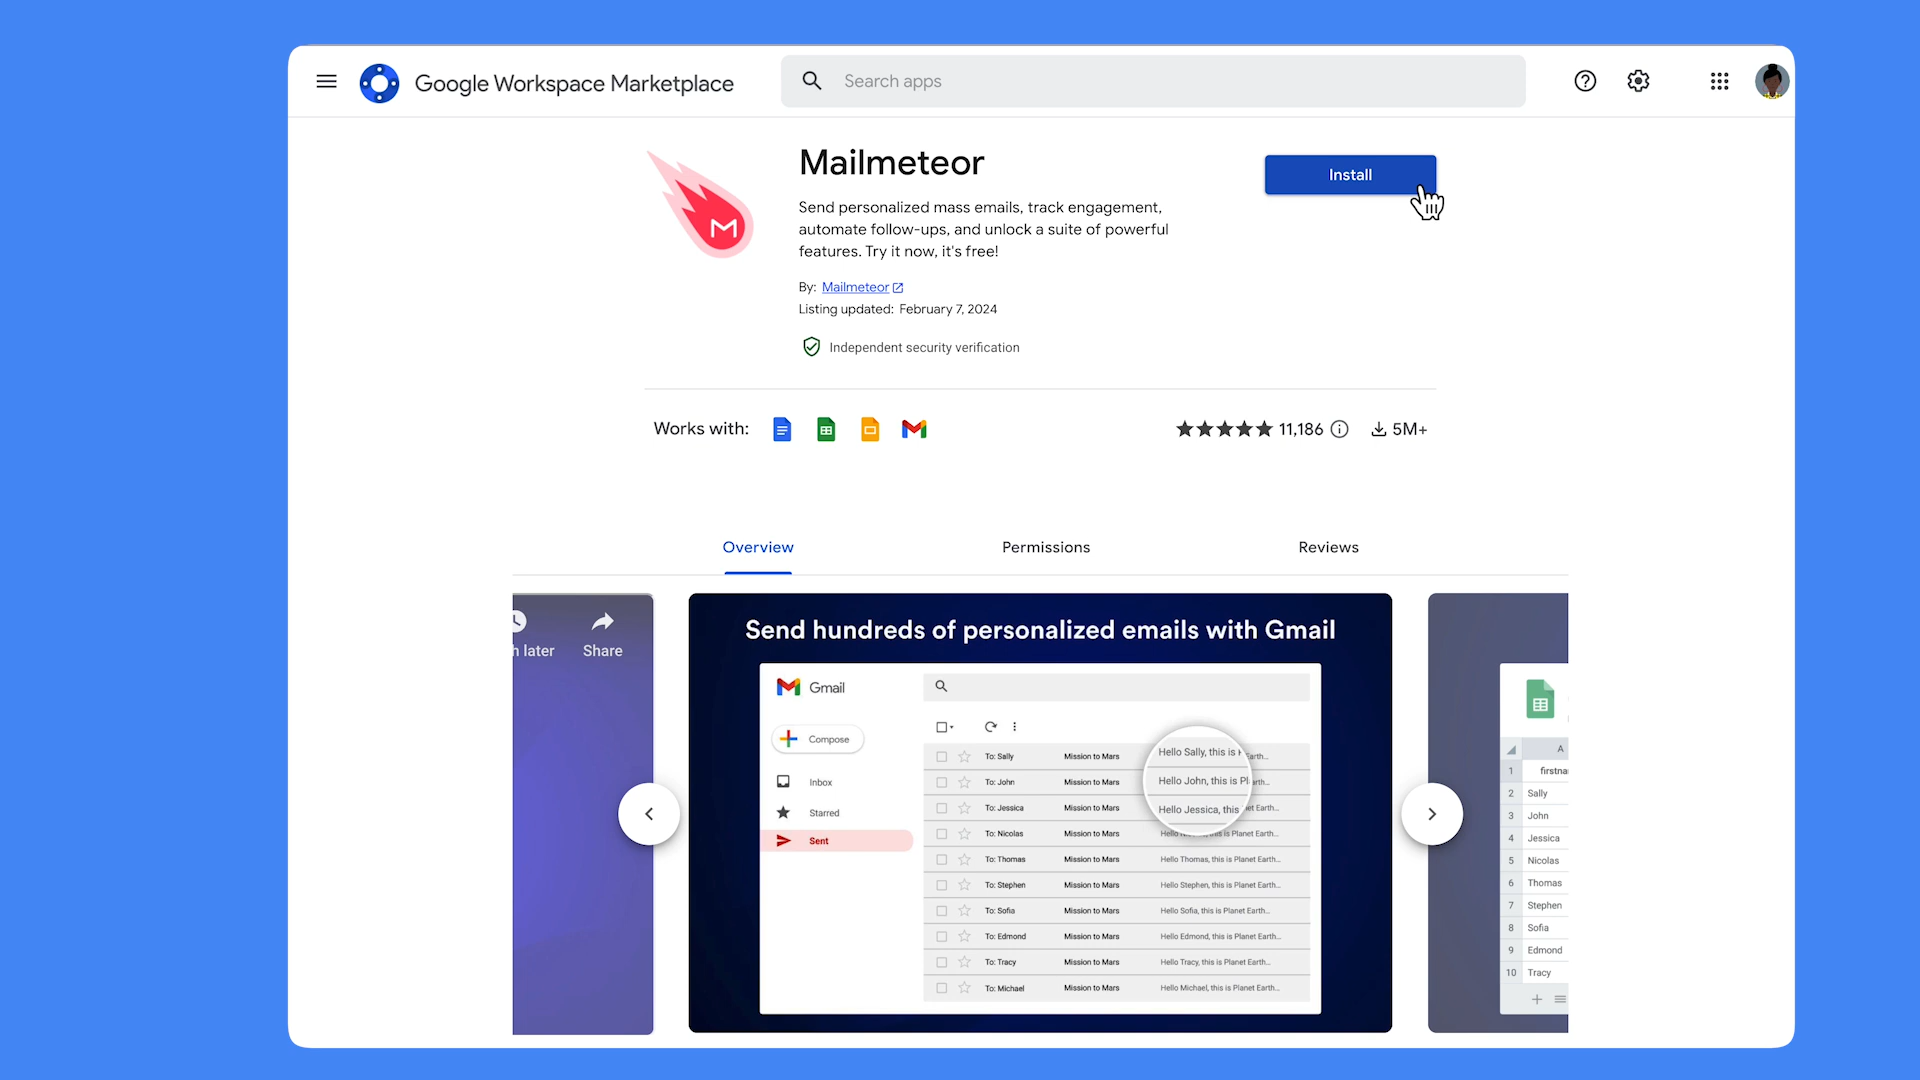 Google Workspace Marketplace
Search apps
Mailmeteor
Install
Send personalized mass emails, track engagement,
automate follow-ups, and unlock a suite of powerful
features. Try it now, it's free!
By: Mailmeteor
Listing updated: February 7, 2024
Independent security verification
Works with:
11,186
5M+
Overview
Permissions
Reviews
h later
Share
Send hundreds of personalized emails with Gmail
Gmail
Compose
Inbox
Starred
Sent
To: Sally Mission to Mars Hello Sally, this is arth...
To: John Mission to Mars Hello John, this is Pl arth...
To: Jessica Mission to Mars Hello Jessica, this et Earth...
To: Nicolas Mission to Mars Hello is Planet Earth...
To: Thomas Mission to Mars Hello Thomas, this is Planet Earth...
To: Stephen Mission to Mars Hello Stephen, this is Planet Earth...
To: Sofia Mission to Mars Hello Sofia, this is Planet Earth...
To: Edmond Mission to Mars Hello Edmond, this is Planet Earth...
To: Tracy Mission to Mars Hello Tracy, this is Planet Earth...
To: Michael Mission to Mars Hello Michael, this is Planet Earth...
A
1 firstna
2 Sally
3 John
4 Jessica
5 Nicolas
6 Thomas
7 Stephen
8 Sofia
9 Edmond
10 Tracy